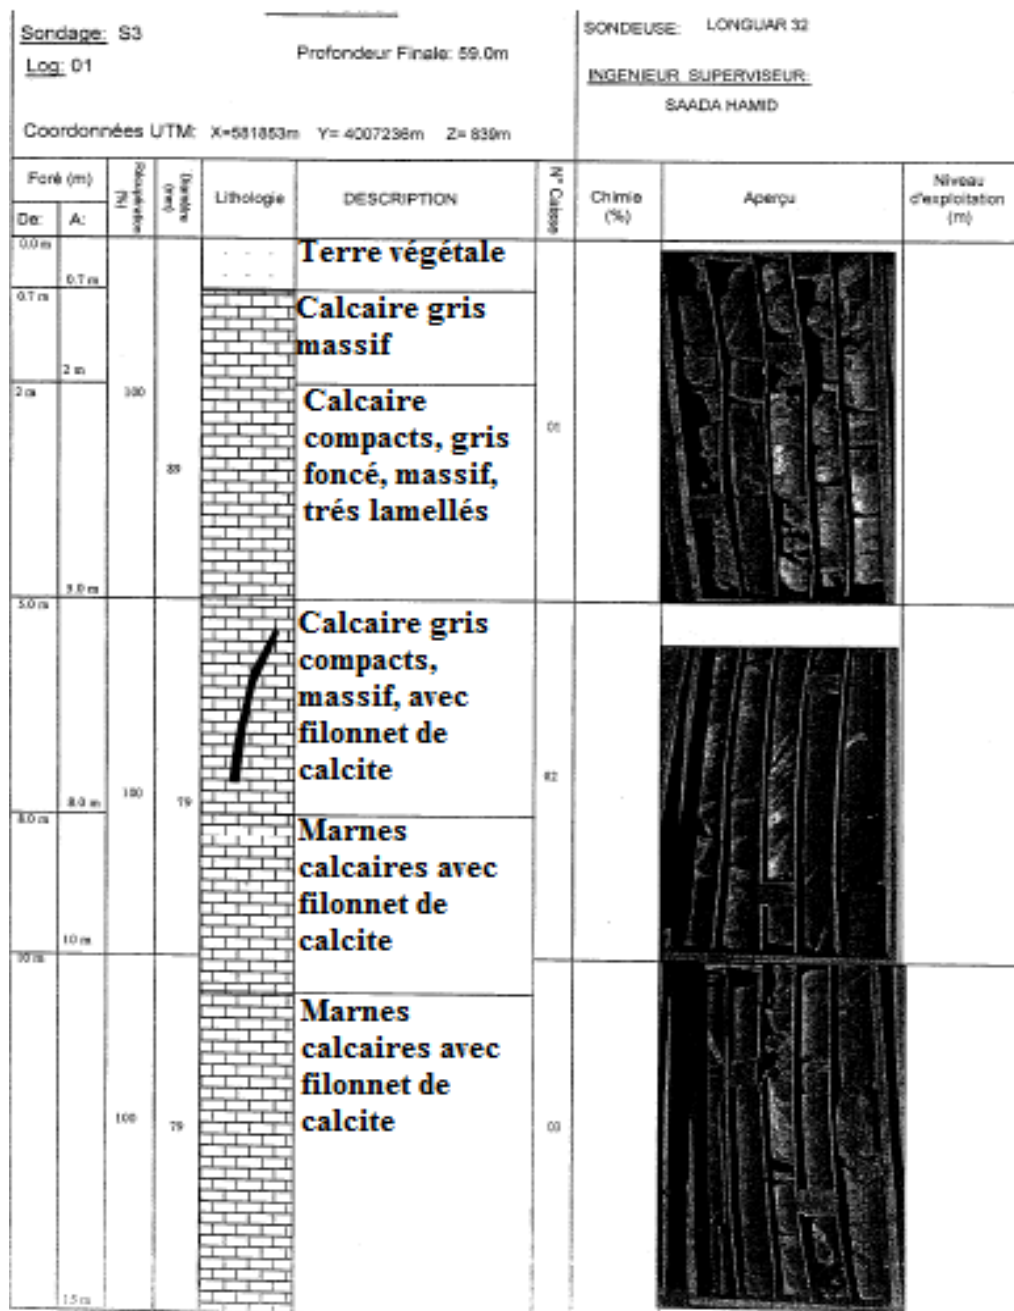 Sondage: S3
Log: 01
Profondeur Finale: 59.0m
SONDEUSE: LONGUAR 32
INGENIEUR SUPERVISEUR:
SAADA HAMID
Coordonnées UTM: X=581853m Y= 4007236m Z= 839m
Foré (m)
De: A:
Récupération (%)
Diamètre (mm)
Lithologie
DESCRIPTION
N° Caisse
Chimie (%)
Aperçu
Niveau d'exploitation (m)
0.0 m
0.7 m
Terre végétale
0.7 m
2 m
Calcaire gris
massif
2 m
5.0 m
100
89
Calcaire
compacts, gris
foncé, massif,
trés lamellés
01
5.0 m
8.0 m
100
79
Calcaire gris
compacts,
massif, avec
filonnet de
calcite
02
8.0 m
10 m
Marnes
calcaires avec
filonnet de
calcite
10 m
15 m
100
79
Marnes
calcaires avec
filonnet de
calcite
03